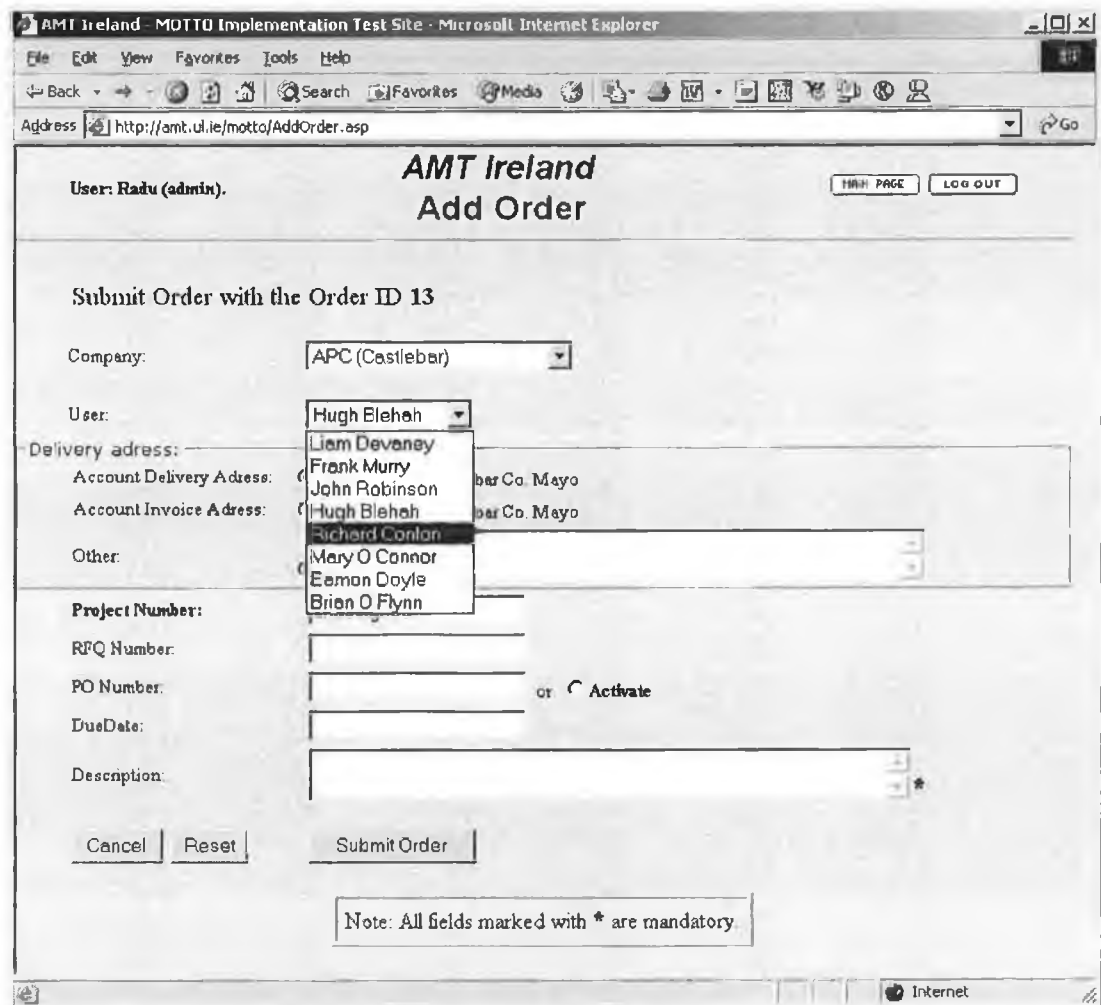 AMT Ireland - MOTTO Implementation Test Site - Microsoft Internet Explorer
File Edit View Favorites Tools Help
Back Search Favorites Media
Address http://amt.ul.ie/motto/AddOrder.asp Go
User: Radu (admin).
AMT Ireland
Add Order
MAIN PAGE LOG OUT
Submit Order with the Order ID 13
Company: APC (Castlebar)
User: Hugh Blehah
Liam Devaney
Frank Murry
John Robinson
Hugh Blehah
Richard Conlon
Mary O Connor
Eamon Doyle
Brian O Flynn
Delivery adress:
Account Delivery Adress: bar Co. Mayo
Account Invoice Adress: bar Co. Mayo
Other:
Project Number:
RFQ Number:
PO Number: or Activate
DueDate:
Description: *
Cancel Reset Submit Order
Note: All fields marked with * are mandatory.
Internet